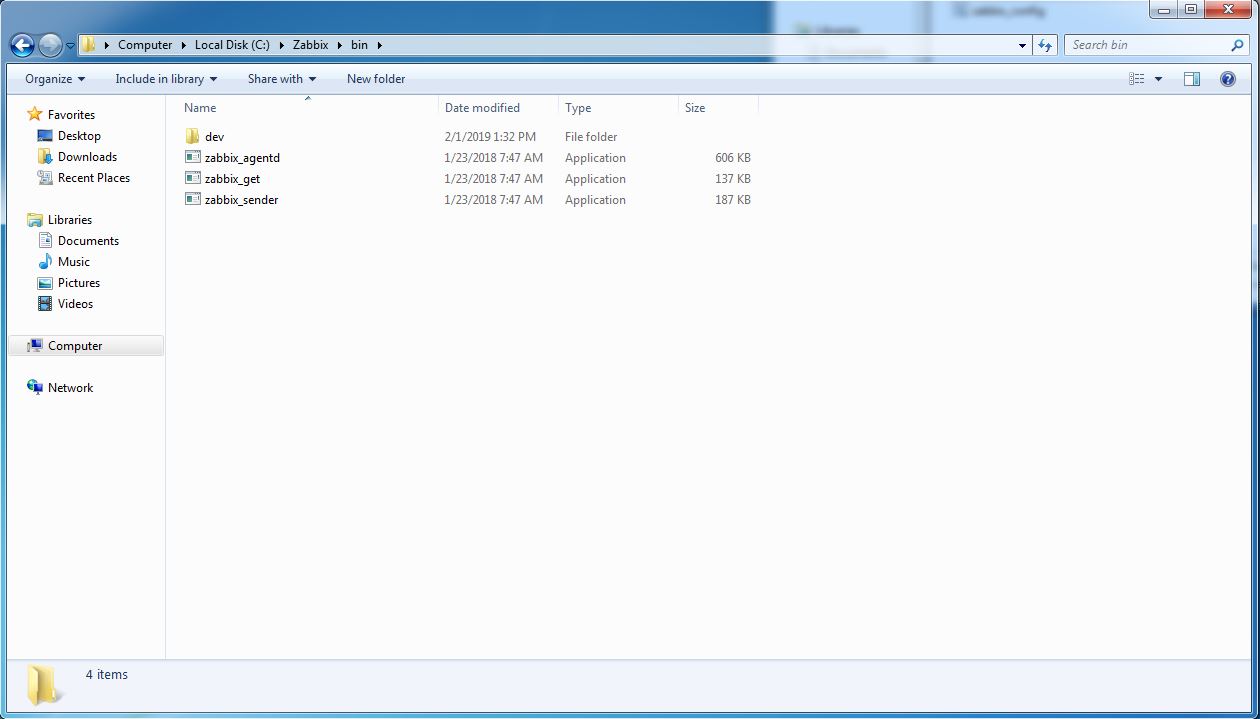 Computer Local Disk (C:) Zabbix bin Search bin
Organize Include in library Share with New folder
Name Date modified Type Size
Favorites
Desktop
Downloads
Recent Places
Libraries
Documents
Music
Pictures
Videos
Computer
Network
dev 2/1/2019 1:32 PM File folder
zabbix_agentd 1/23/2018 7:47 AM Application 606 KB
zabbix_get 1/23/2018 7:47 AM Application 137 KB
zabbix_sender 1/23/2018 7:47 AM Application 187 KB
4 items